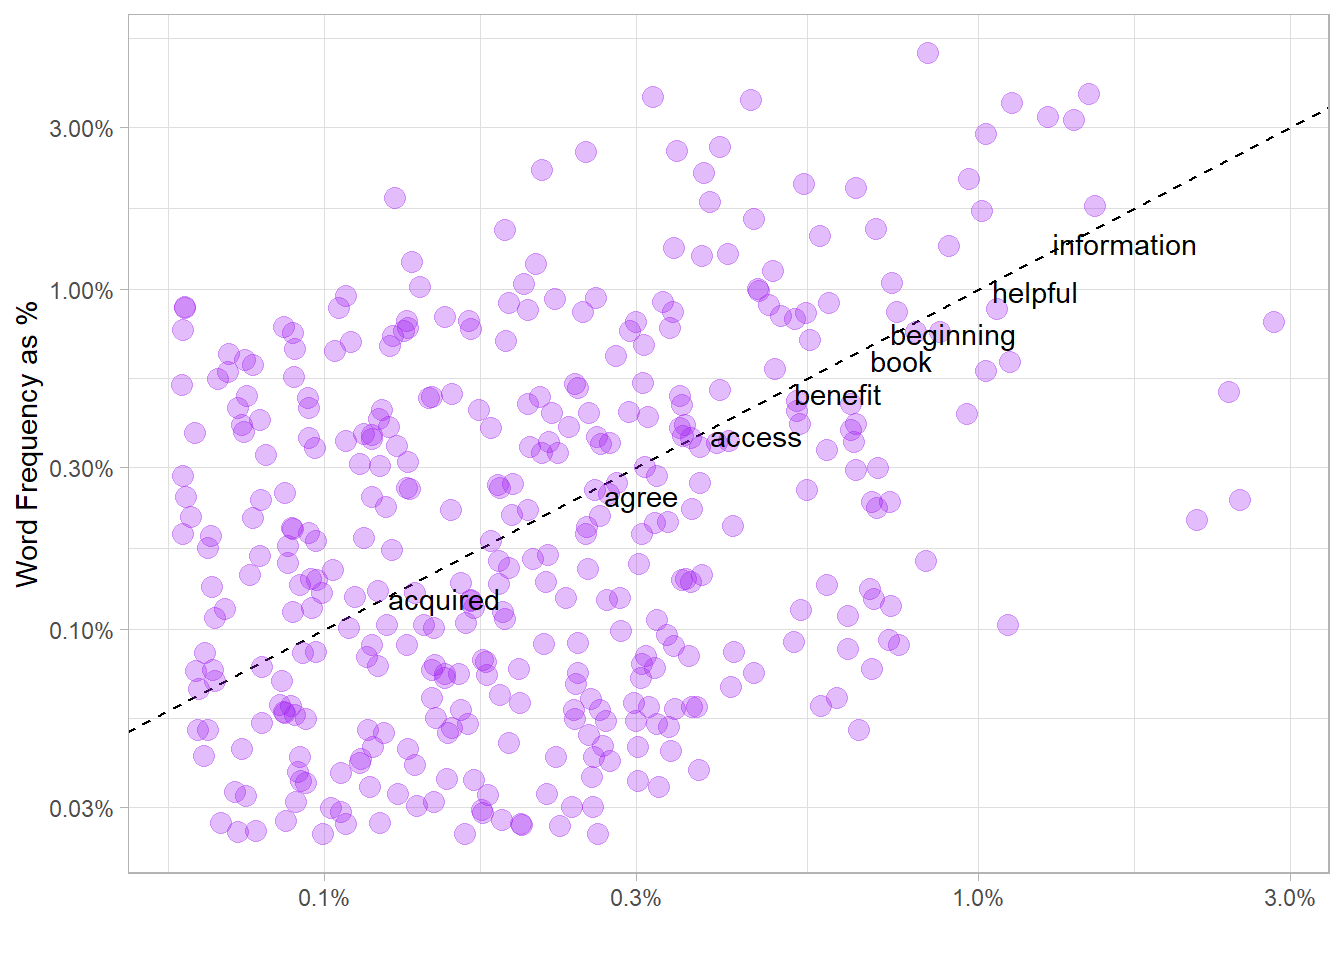 Word Frequency as %
3.00%
1.00%
0.30%
0.10%
0.03%
information
helpful
beginning
book
benefit
access
agree
acquired
0.1%
0.3%
1.0%
3.0%